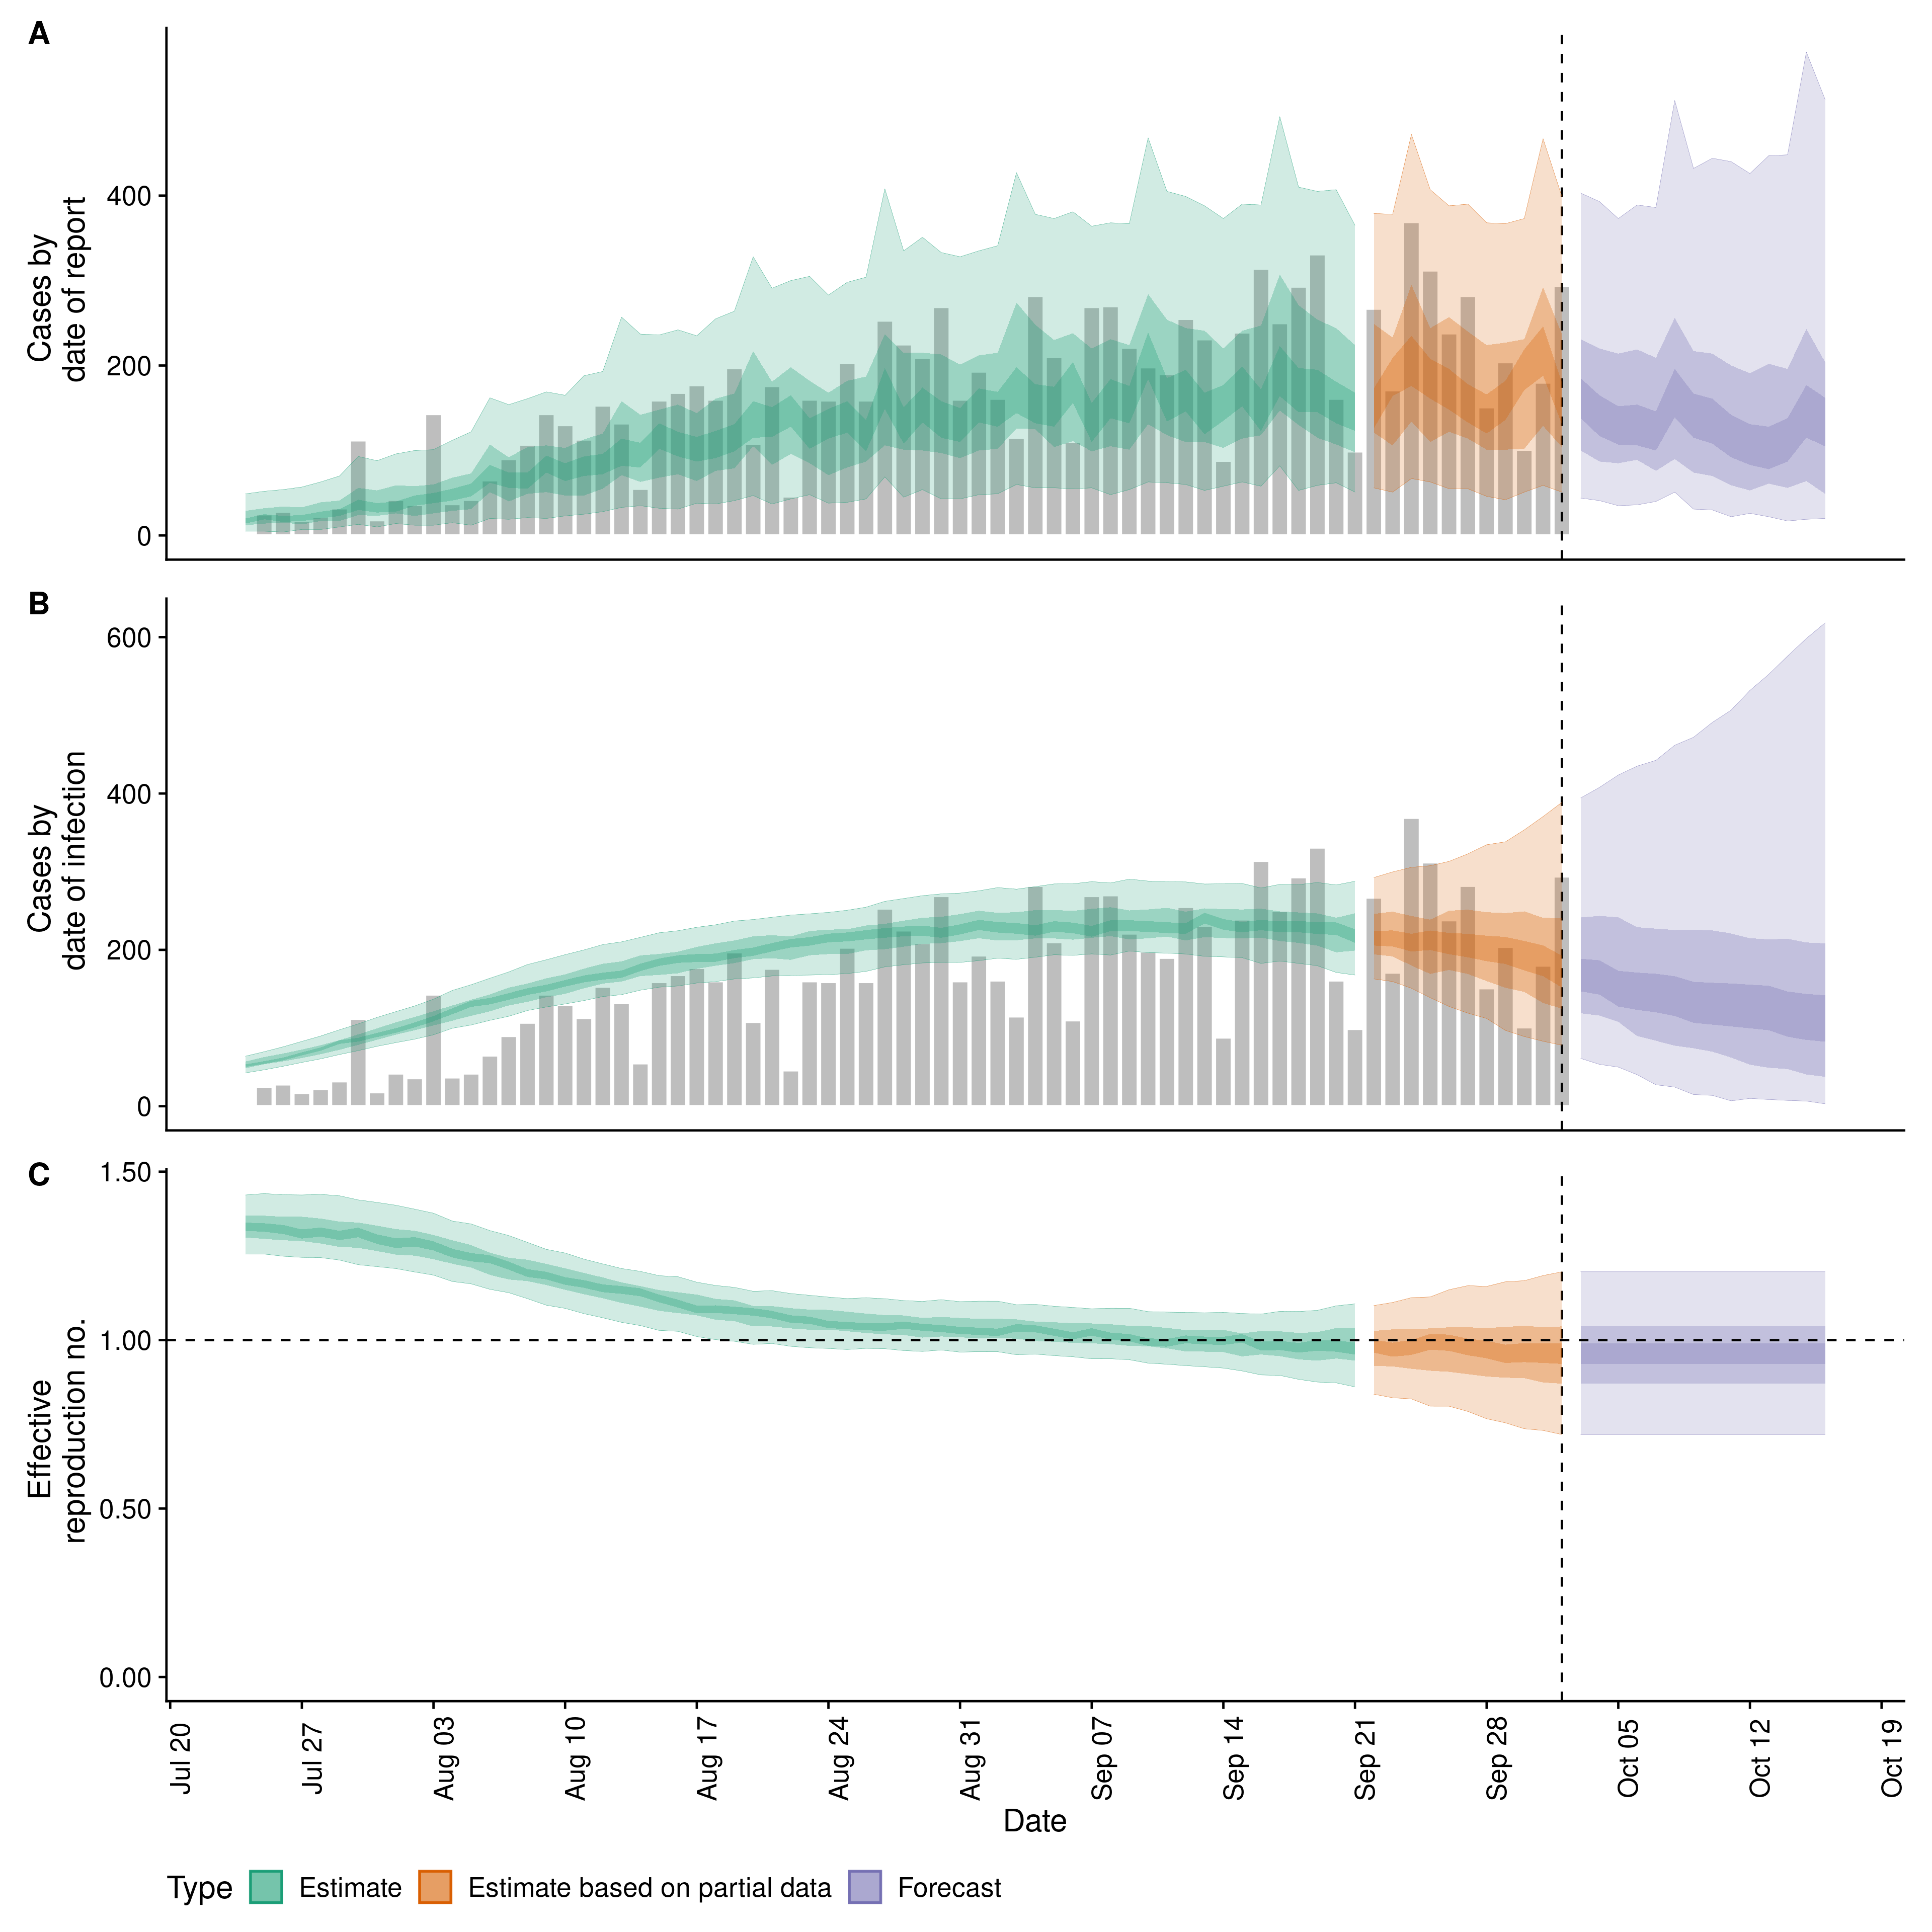 A
Cases by
date of report
400
200
0
B
Cases by
date of infection
600
400
200
0
C
Effective
reproduction no.
1.50
1.00
0.50
0.00
Jul 20
Jul 27
Aug 03
Aug 10
Aug 17
Aug 24
Aug 31
Sep 07
Sep 14
Sep 21
Sep 28
Oct 05
Oct 12
Oct 19
Date
Type Estimate Estimate based on partial data Forecast